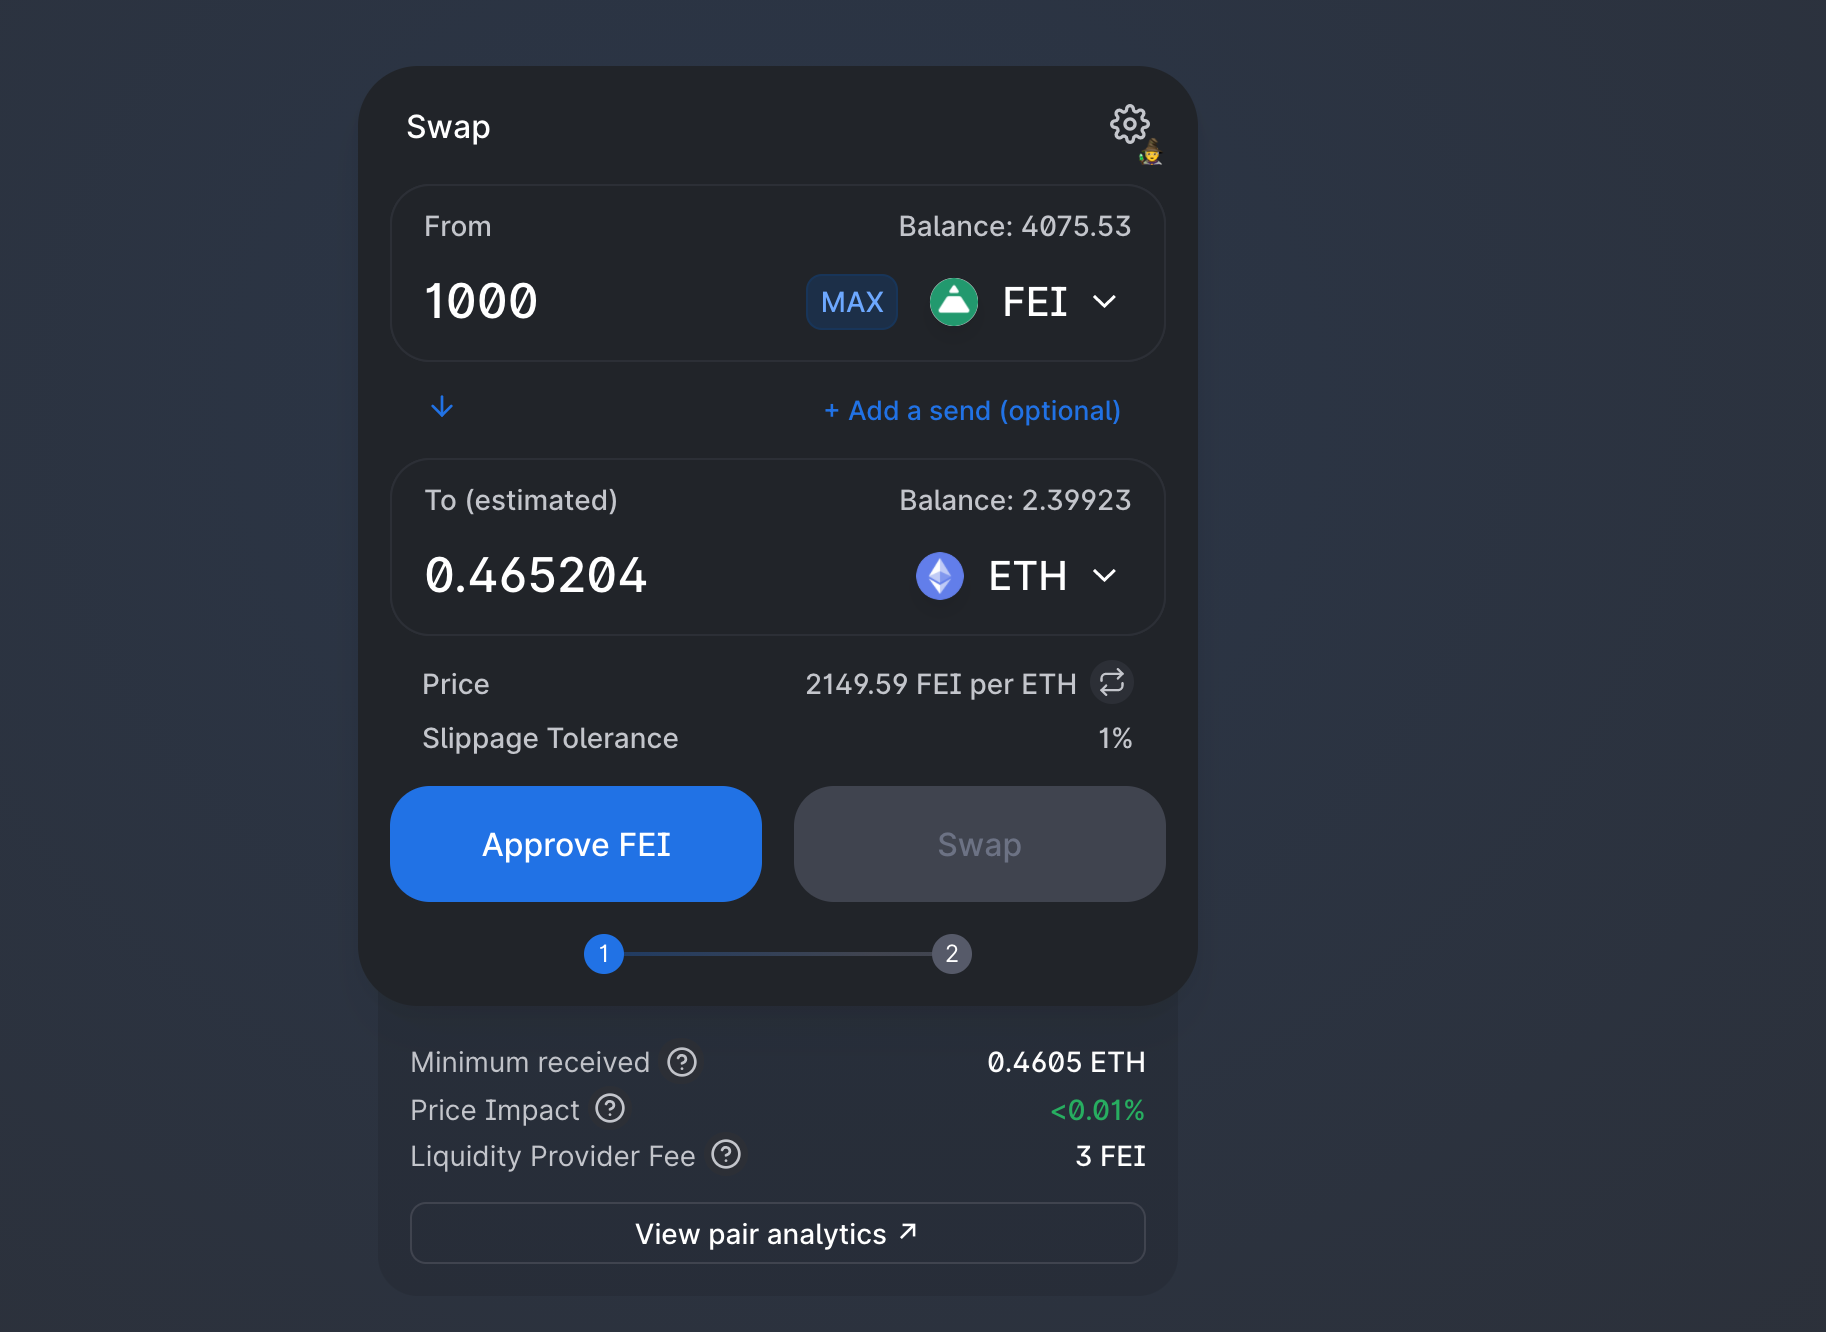 Swap
From Balance: 4075.53
1000 MAX FEI
+ Add a send (optional)
To (estimated) Balance: 2.39923
0.465204 ETH
Price 2149.59 FEI per ETH
Slippage Tolerance 1%
Approve FEI Swap
1 2
Minimum received ? 0.4605 ETH
Price Impact ? <0.01%
Liquidity Provider Fee ? 3 FEI
View pair analytics ↗